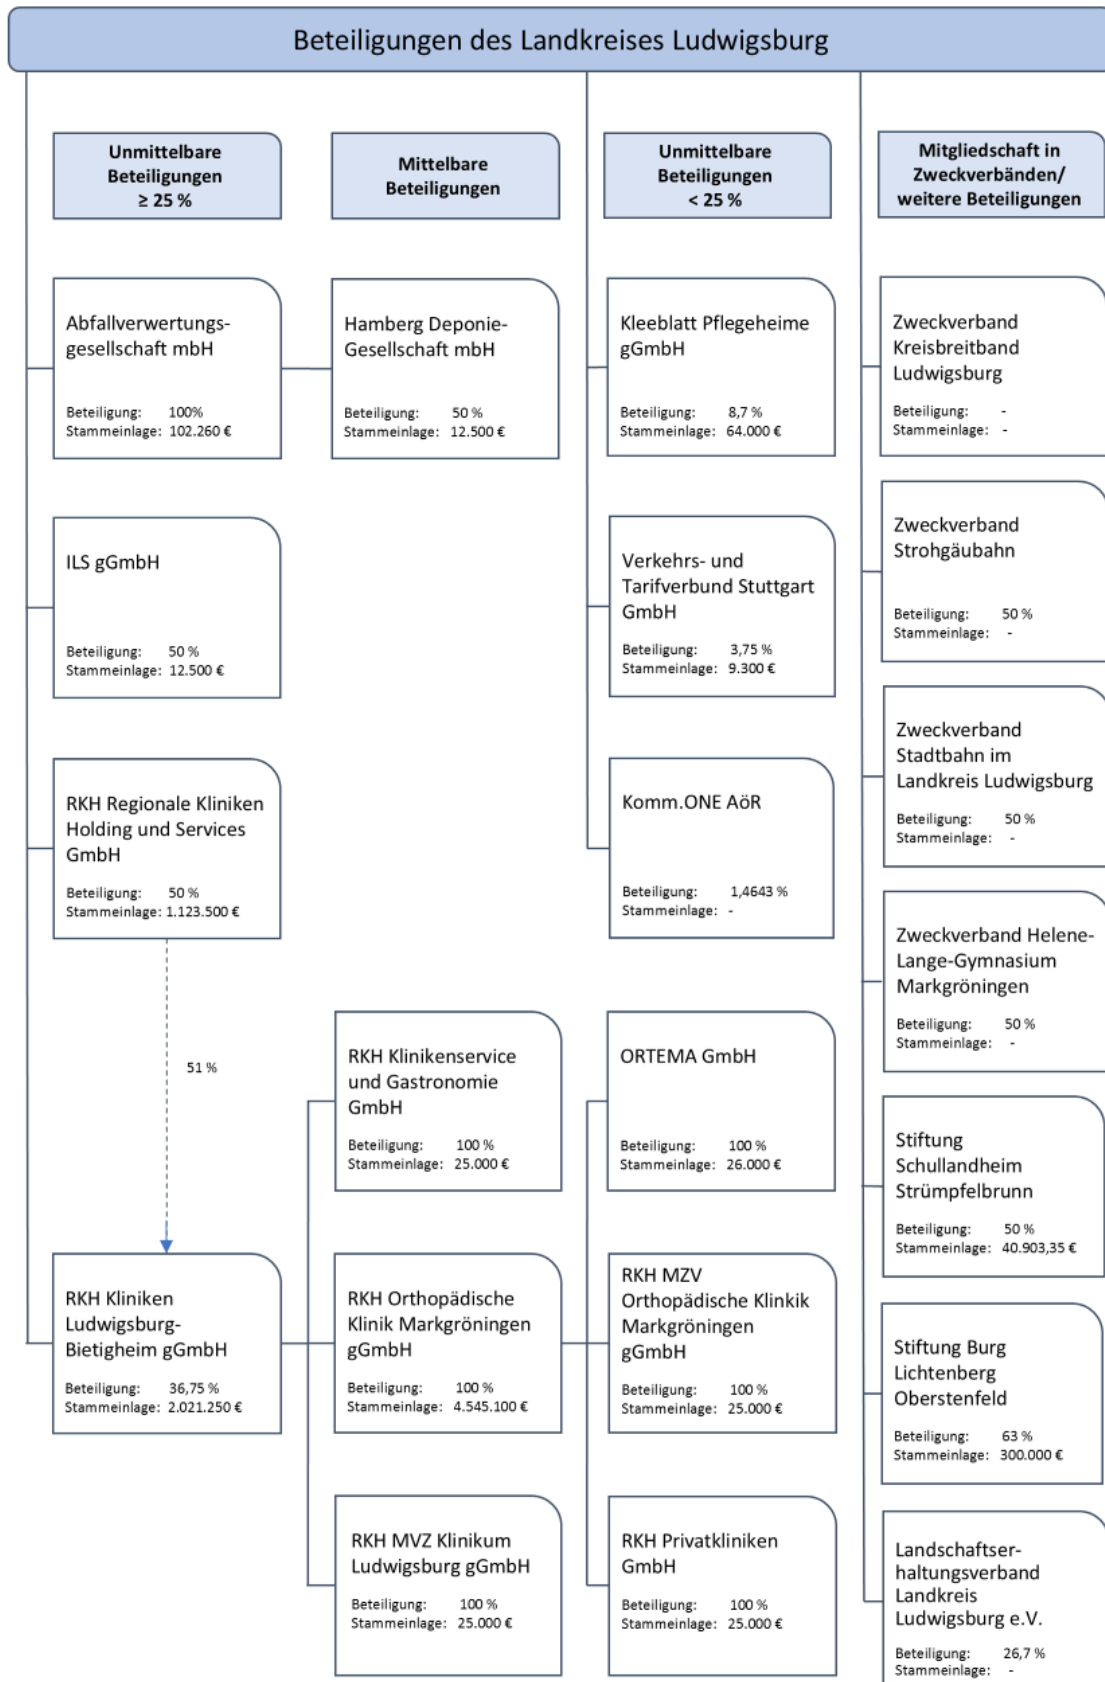 Beteiligungen des Landkreises Ludwigsburg
Unmittelbare
Beteiligungen
≥ 25 %
Mittelbare
Beteiligungen
Unmittelbare
Beteiligungen
< 25 %
Mitgliedschaft in
Zweckverbänden/
weitere Beteiligungen
Abfallverwertungs-
gesellschaft mbH
Beteiligung: 100%
Stammeinlage: 102.260 €
Hamberg Deponie-
Gesellschaft mbH
Beteiligung: 50 %
Stammeinlage: 12.500 €
Kleeblatt Pflegeheime
gGmbH
Beteiligung: 8,7 %
Stammeinlage: 64.000 €
Zweckverband
Kreisbreitband
Ludwigsburg
Beteiligung: -
Stammeinlage: -
ILS gGmbH
Beteiligung: 50 %
Stammeinlage: 12.500 €
Verkehrs- und
Tarifverbund Stuttgart
GmbH
Beteiligung: 3,75 %
Stammeinlage: 9.300 €
Zweckverband
Strohgäubahn
Beteiligung: 50 %
Stammeinlage: -
RKH Regionale Kliniken
Holding und Services
GmbH
Beteiligung: 50 %
Stammeinlage: 1.123.500 €
Komm.ONE AöR
Beteiligung: 1,4643 %
Stammeinlage: -
Zweckverband
Stadtbahn im
Landkreis Ludwigsburg
Beteiligung: 50 %
Stammeinlage: -
Zweckverband Helene-
Lange-Gymnasium
Markgröningen
Beteiligung: 50 %
Stammeinlage: -
51 %
RKH Klinikenservice
und Gastronomie
GmbH
Beteiligung: 100 %
Stammeinlage: 25.000 €
ORTEMA GmbH
Beteiligung: 100 %
Stammeinlage: 26.000 €
Stiftung
Schullandheim
Strümpfelbrunn
Beteiligung: 50 %
Stammeinlage: 40.903,35 €
RKH Kliniken
Ludwigsburg-
Bietigheim gGmbH
Beteiligung: 36,75 %
Stammeinlage: 2.021.250 €
RKH Orthopädische
Klinik Markgröningen
gGmbH
Beteiligung: 100 %
Stammeinlage: 4.545.100 €
RKH MZV
Orthopädische Klinkik
Markgröningen
gGmbH
Beteiligung: 100 %
Stammeinlage: 25.000 €
Stiftung Burg
Lichtenberg
Oberstenfeld
Beteiligung: 63 %
Stammeinlage: 300.000 €
RKH MVZ Klinikum
Ludwigsburg gGmbH
Beteiligung: 100 %
Stammeinlage: 25.000 €
RKH Privatkliniken
GmbH
Beteiligung: 100 %
Stammeinlage: 25.000 €
Landschaftser-
haltungsverband
Landkreis
Ludwigsburg e.V.
Beteiligung: 26,7 %
Stammeinlage: -